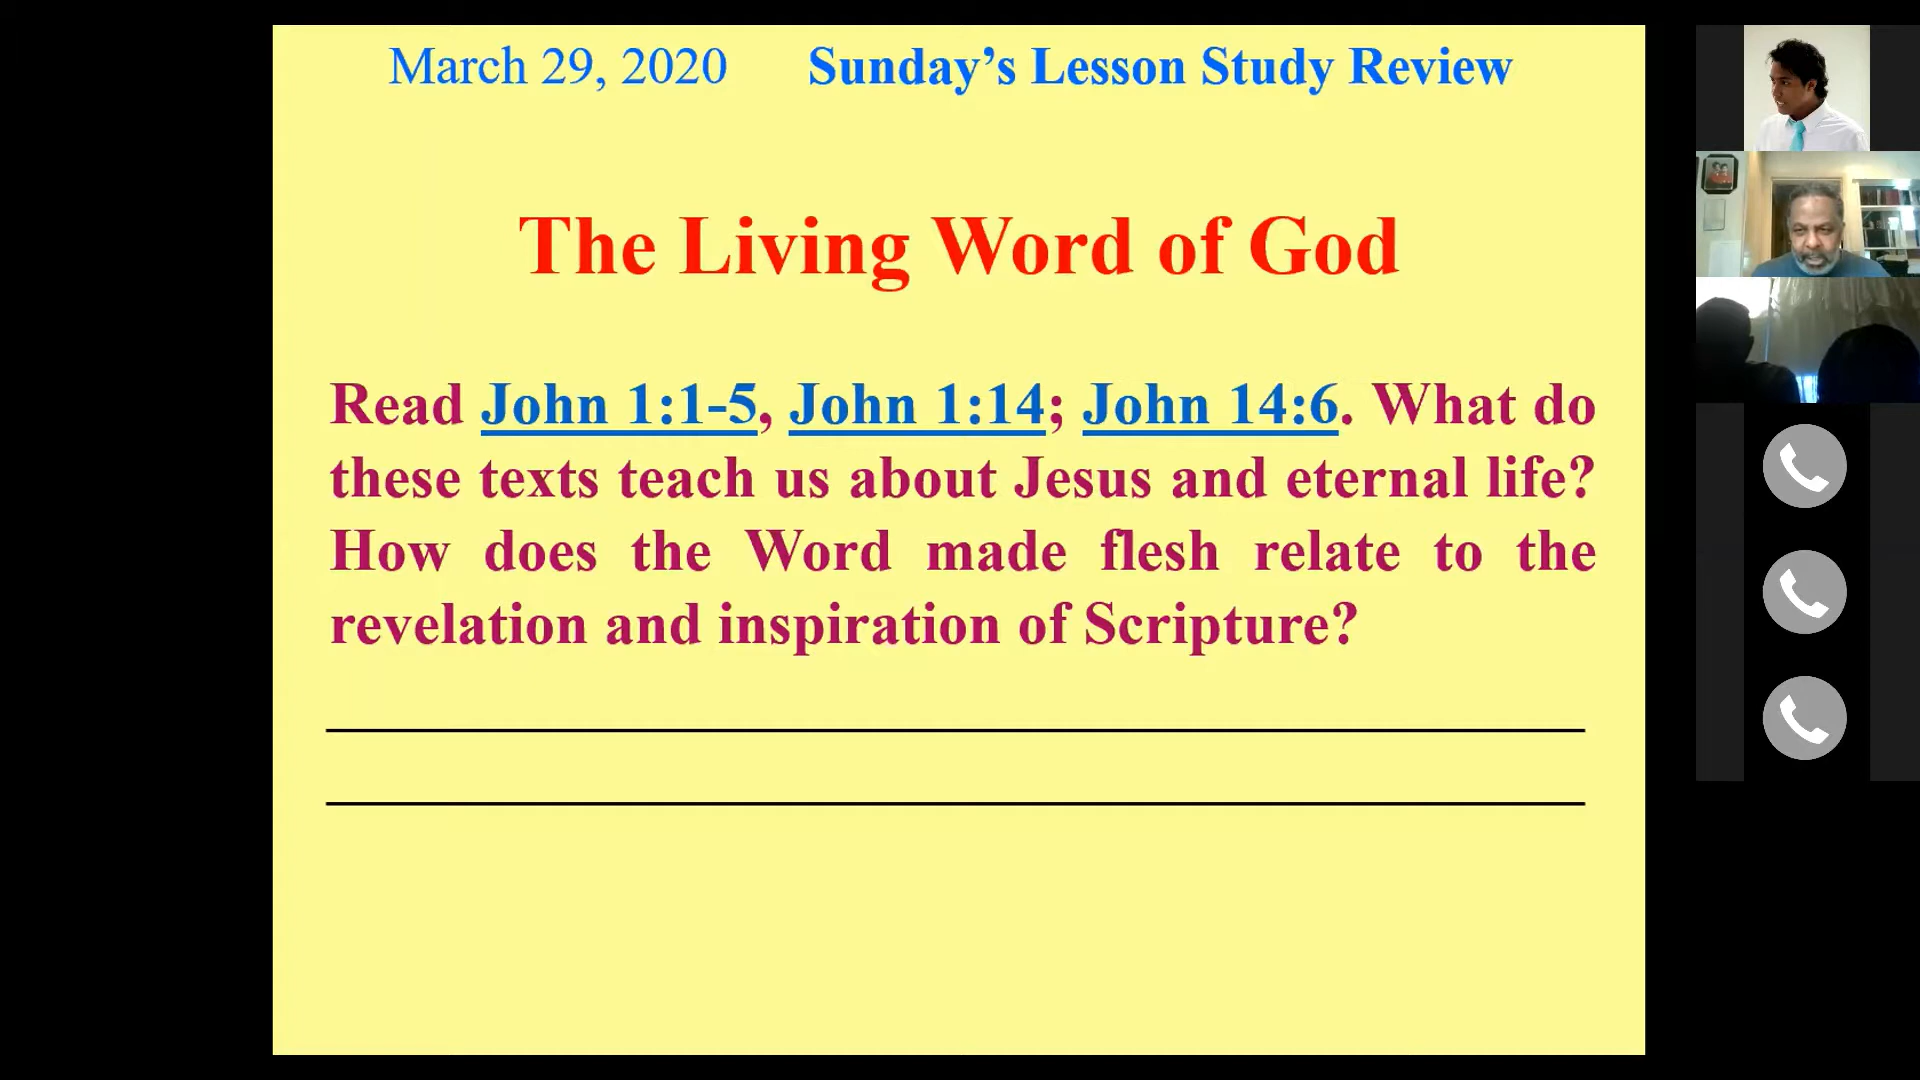 March 29, 2020 Sunday’s Lesson Study Review
The Living Word of God
Read John 1:1-5, John 1:14; John 14:6. What do
these texts teach us about Jesus and eternal life?
How does the Word made flesh relate to the
revelation and inspiration of Scripture?